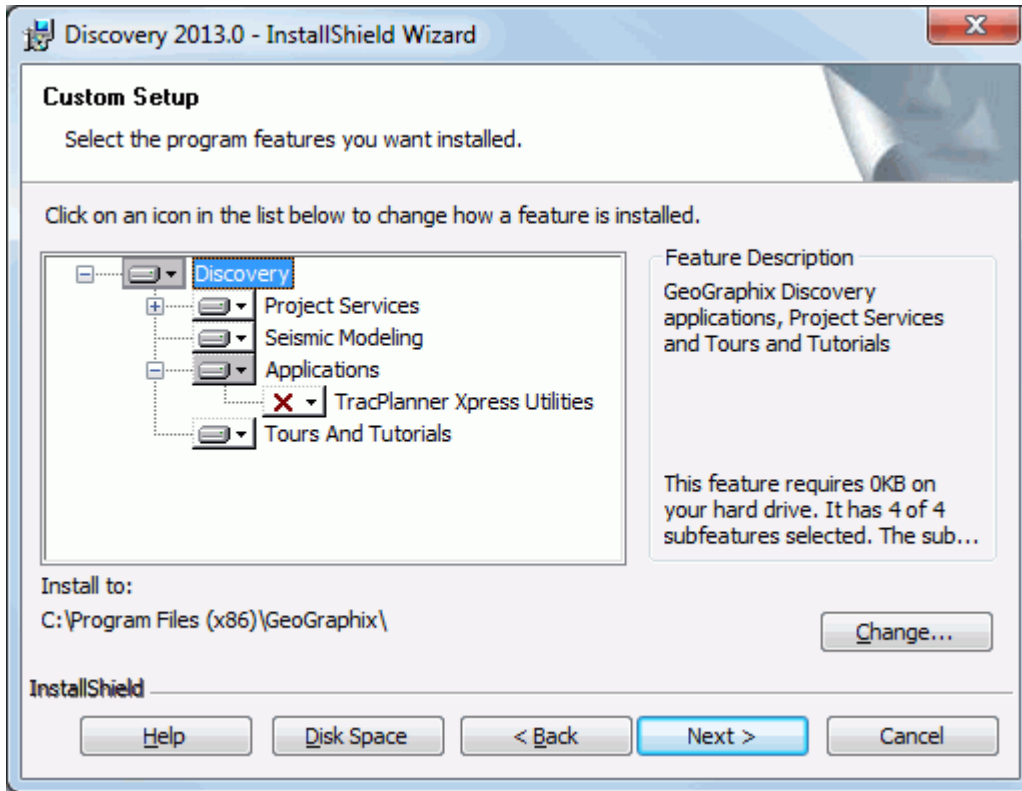 Discovery 2013.0 - InstallShield Wizard
Custom Setup
Select the program features you want installed.
Click on an icon in the list below to change how a feature is installed.
Discovery
Project Services
Seismic Modeling
Applications
TracPlanner Xpress Utilities
Tours And Tutorials
Feature Description
GeoGraphix Discovery
applications, Project Services
and Tours and Tutorials
This feature requires 0KB on
your hard drive. It has 4 of 4
subfeatures selected. The sub...
Install to:
C:\Program Files (x86)\GeoGraphix\
Change...
InstallShield
Help
Disk Space
< Back
Next >
Cancel